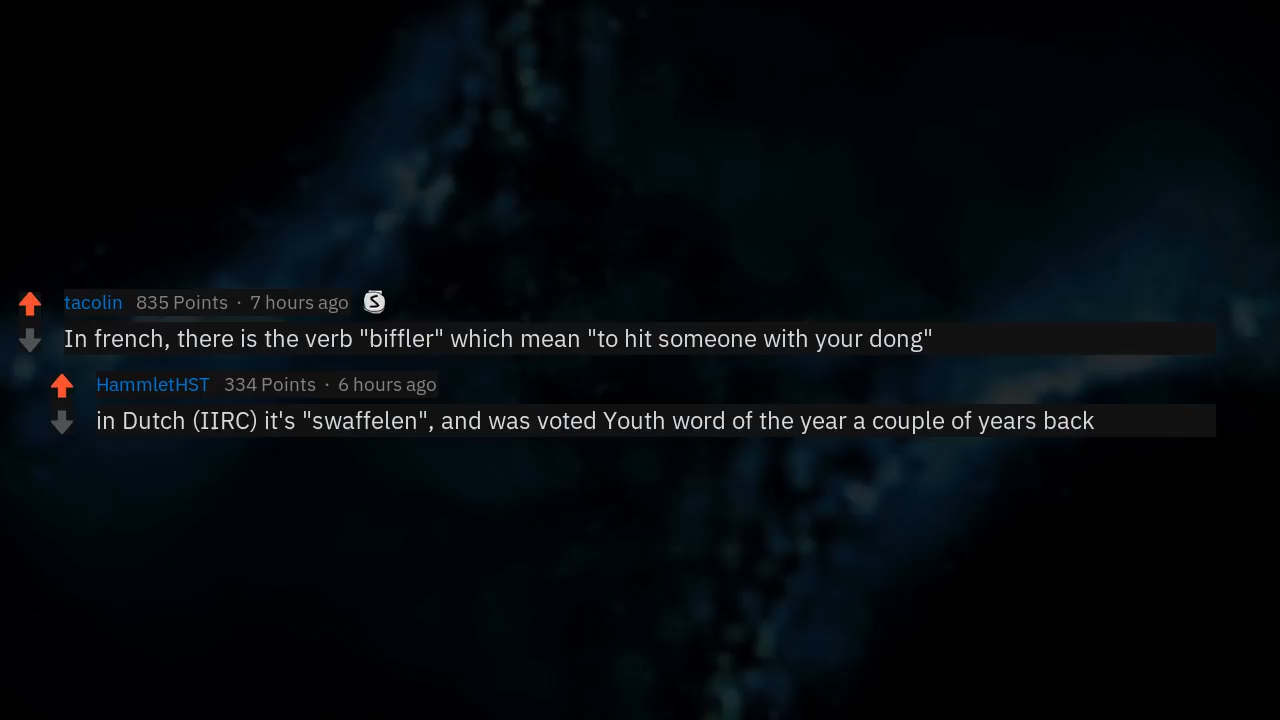 tacolin 835 Points · 7 hours ago S
In french, there is the verb "biffler" which mean "to hit someone with your dong"
HammletHST 334 Points · 6 hours ago
in Dutch (IIRC) it's "swaffelen", and was voted Youth word of the year a couple of years back